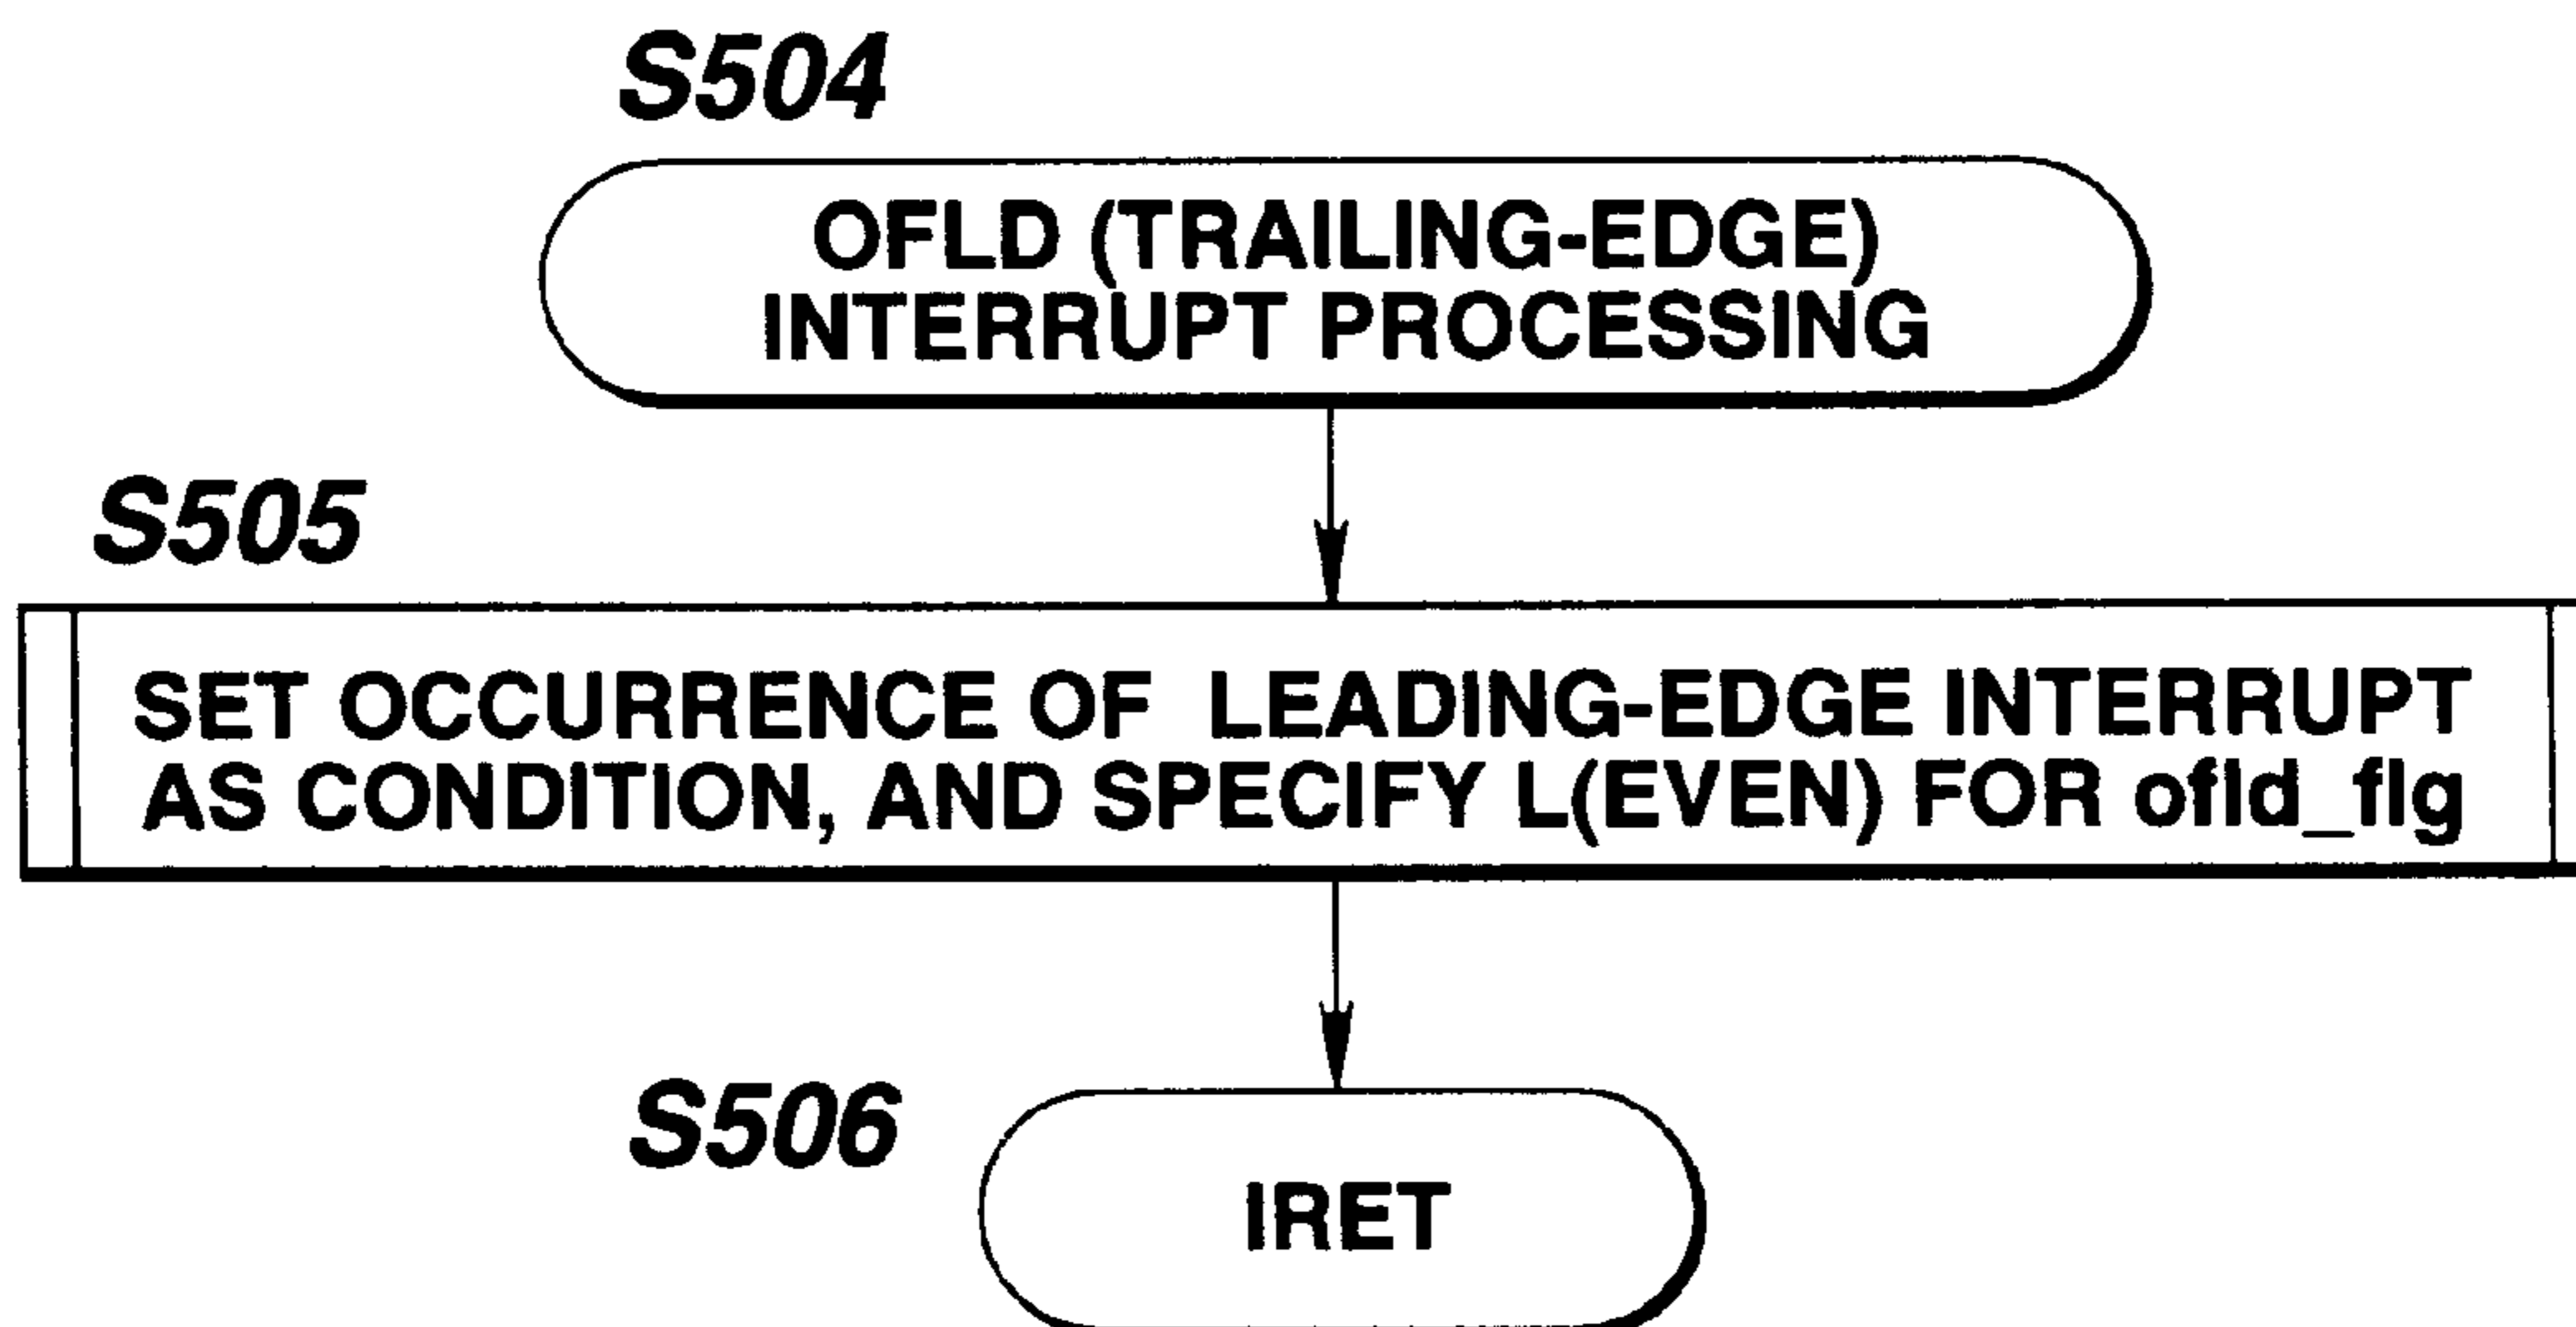 S504
OFLD (TRAILING-EDGE)
INTERRUPT PROCESSING
S505
SET OCCURRENCE OF LEADING-EDGE INTERRUPT
AS CONDITION, AND SPECIFY L(EVEN) FOR ofld_flg
S506
IRET